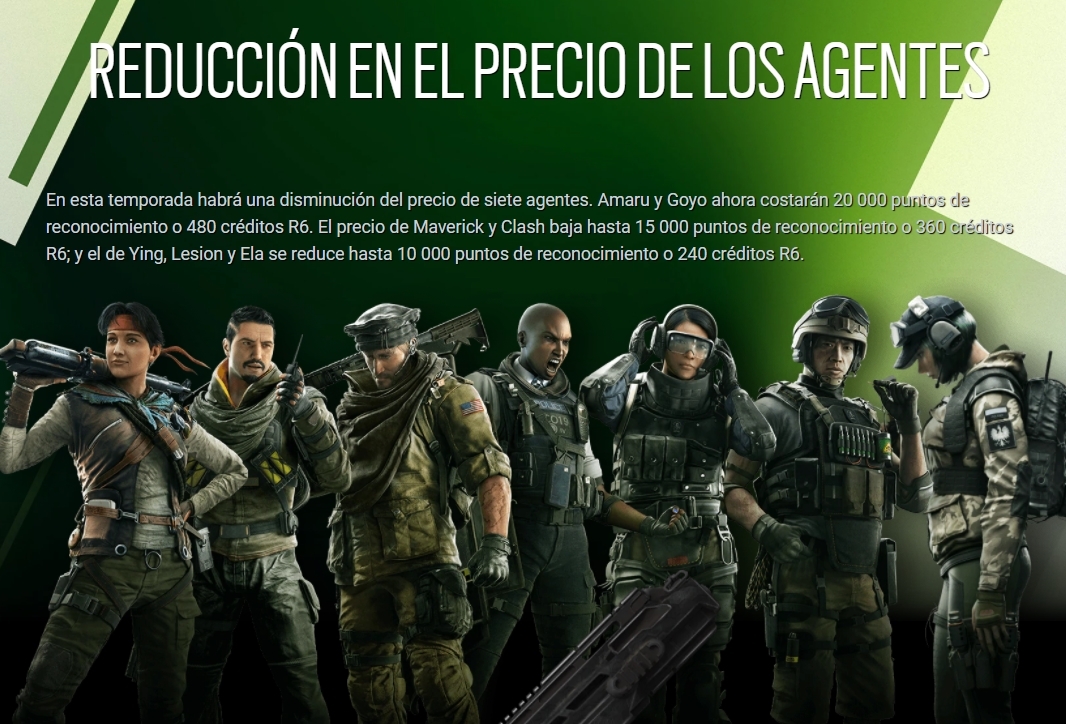 REDUCCIÓN EN EL PRECIO DE LOS AGENTES
En esta temporada habrá una disminución del precio de siete agentes. Amaru y Goyo ahora costarán 20 000 puntos de
reconocimiento o 480 créditos R6. El precio de Maverick y Clash baja hasta 15 000 puntos de reconocimiento o 360 créditos
R6; y el de Ying, Lesion y Ela se reduce hasta 10 000 puntos de reconocimiento o 240 créditos R6.